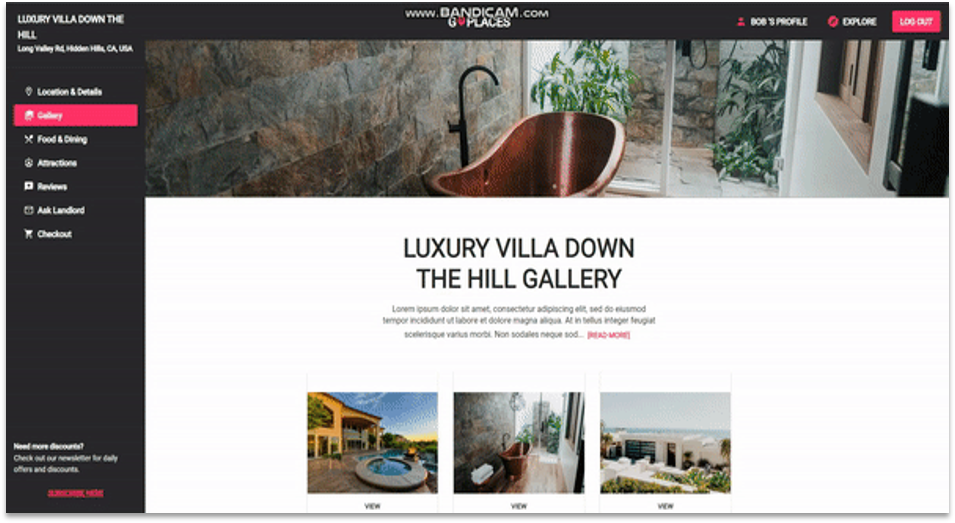 LUXURY VILLA DOWN THE
HILL
Long Valley Rd, Hidden Hills, CA, USA
www.BANDICAM.com
GO PLACES
BOB 'S PROFILE
EXPLORE
LOG OUT
Location & Details
Gallery
Food & Dining
Attractions
Reviews
Ask Landlord
Checkout
LUXURY VILLA DOWN
THE HILL GALLERY
Lorem ipsum dolor sit amet, consectetur adipiscing elit, sed do eiusmod
tempor incididunt ut labore et dolore magna aliqua. At in tellus integer feugiat
scelerisque varius morbi. Non sodales neque sod... [READ MORE]
VIEW
VIEW
VIEW
Need more discounts?
Check out our newsletter for daily
offers and discounts.
SUBSCRIBE NOW!